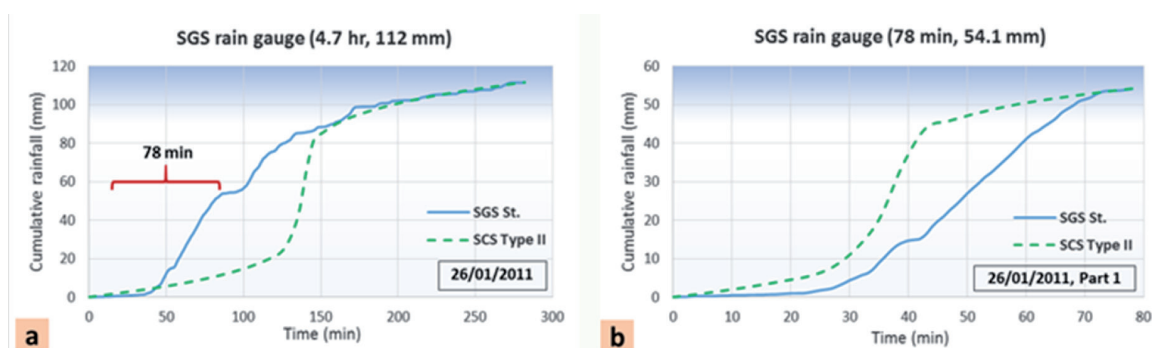 SGS rain gauge (4.7 hr, 112 mm)
Cumulative rainfall (mm)
120
100
80
60
40
20
0
78 min
SGS St.
SCS Type II
26/01/2011
0 50 100 150 200 250 300
Time (min)
a
SGS rain gauge (78 min, 54.1 mm)
Cumulative rainfall (mm)
60
50
40
30
20
10
0
SGS St.
SCS Type II
26/01/2011, Part 1
0 10 20 30 40 50 60 70 80
Time (min)
b